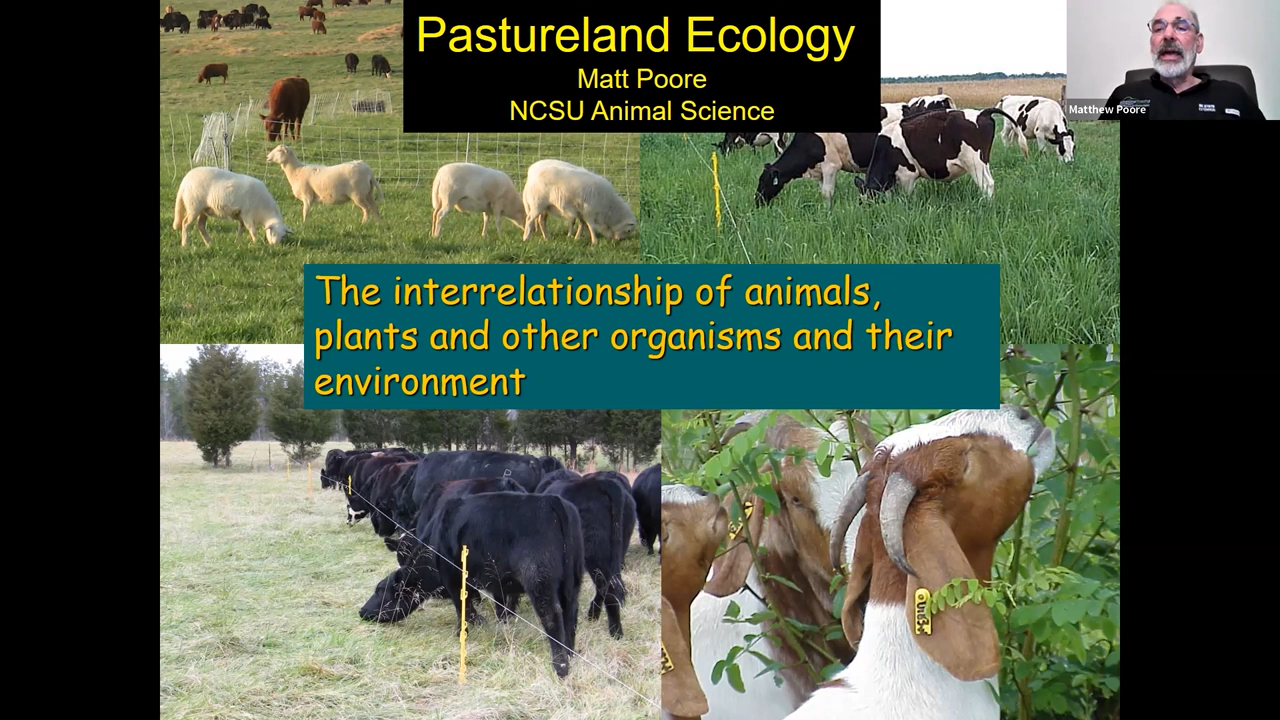 Pastureland Ecology
Matt Poore
NCSU Animal Science
Matthew Poore
The interrelationship of animals,
plants and other organisms and their
environment